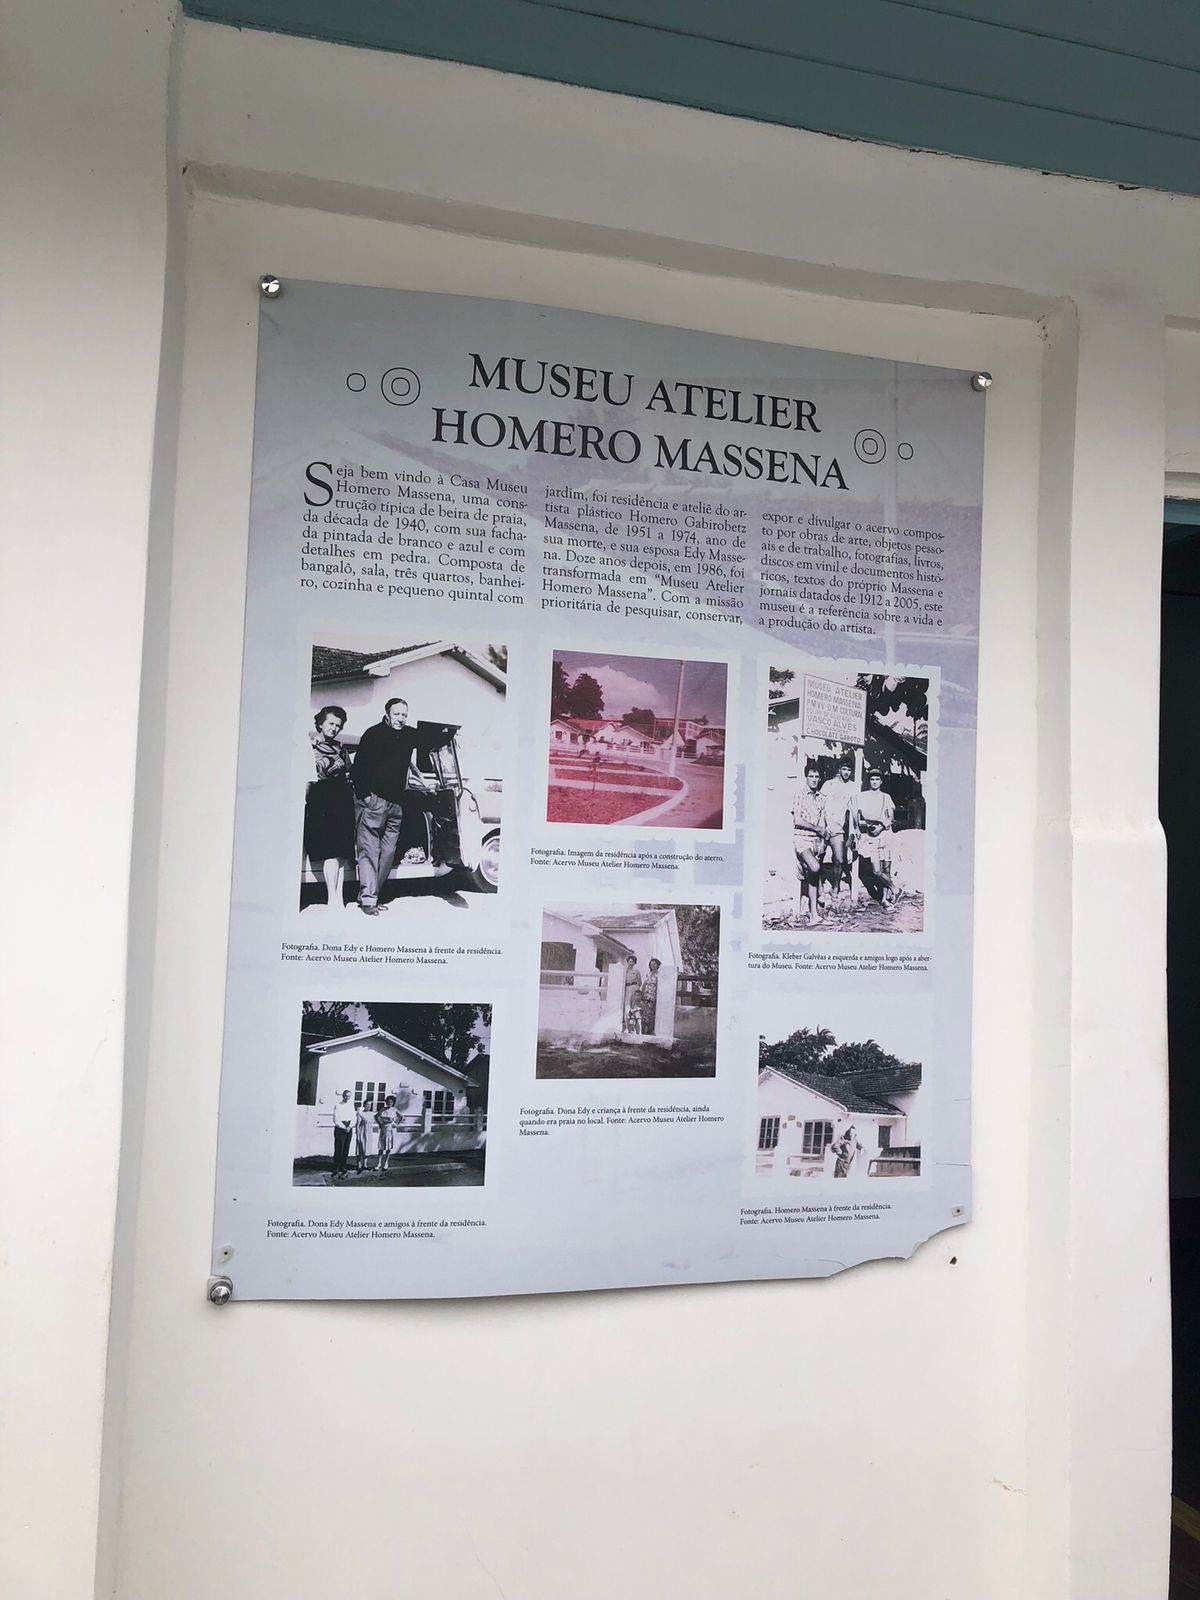 MUSEU ATELIER
HOMERO MASSENA
Seja bem vindo à Casa Museu
Homero Massena, uma cons-
trução típica de beira de praia,
da década de 1940, com sua facha-
da pintada de branco e azul e com
detalhes em pedra. Composta de
bangalô, sala, três quartos, banhei-
ro, cozinha e pequeno quintal com
jardim, foi residência e ateliê do ar-
tista plástico Homero Gabirobetz
Massena, de 1951 a 1974, ano de
sua morte, e sua esposa Edy Masse-
na. Doze anos depois, em 1986, foi
transformada em “Museu Atelier
Homero Massena”. Com a missão
prioritária de pesquisar, conservar,
expor e divulgar o acervo compos-
to por obras de arte, objetos pesso-
ais e de trabalho, fotografias, livros,
discos em vinil e documentos histó-
ricos, textos do próprio Massena e
jornais datados de 1912 a 2005, este
museu é a referência sobre a vida e
a produção do artista.
MUSEU ATELIER
HOMERO MASSENA
CULTURAL
VASCO ALVES
CHOCOLATE GAROTO
Fotografia. Dona Edy e Homero Massena à frente da residência.
Fonte: Acervo Museu Atelier Homero Massena.
Fotografia. Imagem da residência após a construção do aterro.
Fonte: Acervo Museu Atelier Homero Massena.
Fotografia. Kleber Galvêas a esquerda e amigos logo após a aber-
tura do Museu. Fonte: Acervo Museu Atelier Homero Massena.
Fotografia. Dona Edy Massena e amigos à frente da residência.
Fonte: Acervo Museu Atelier Homero Massena.
Fotografia. Dona Edy e criança à frente da residência, ainda
quando era praia no local. Fonte: Acervo Museu Atelier Homero
Massena.
Fotografia. Homero Massena à frente da residência.
Fonte: Acervo Museu Atelier Homero Massena.